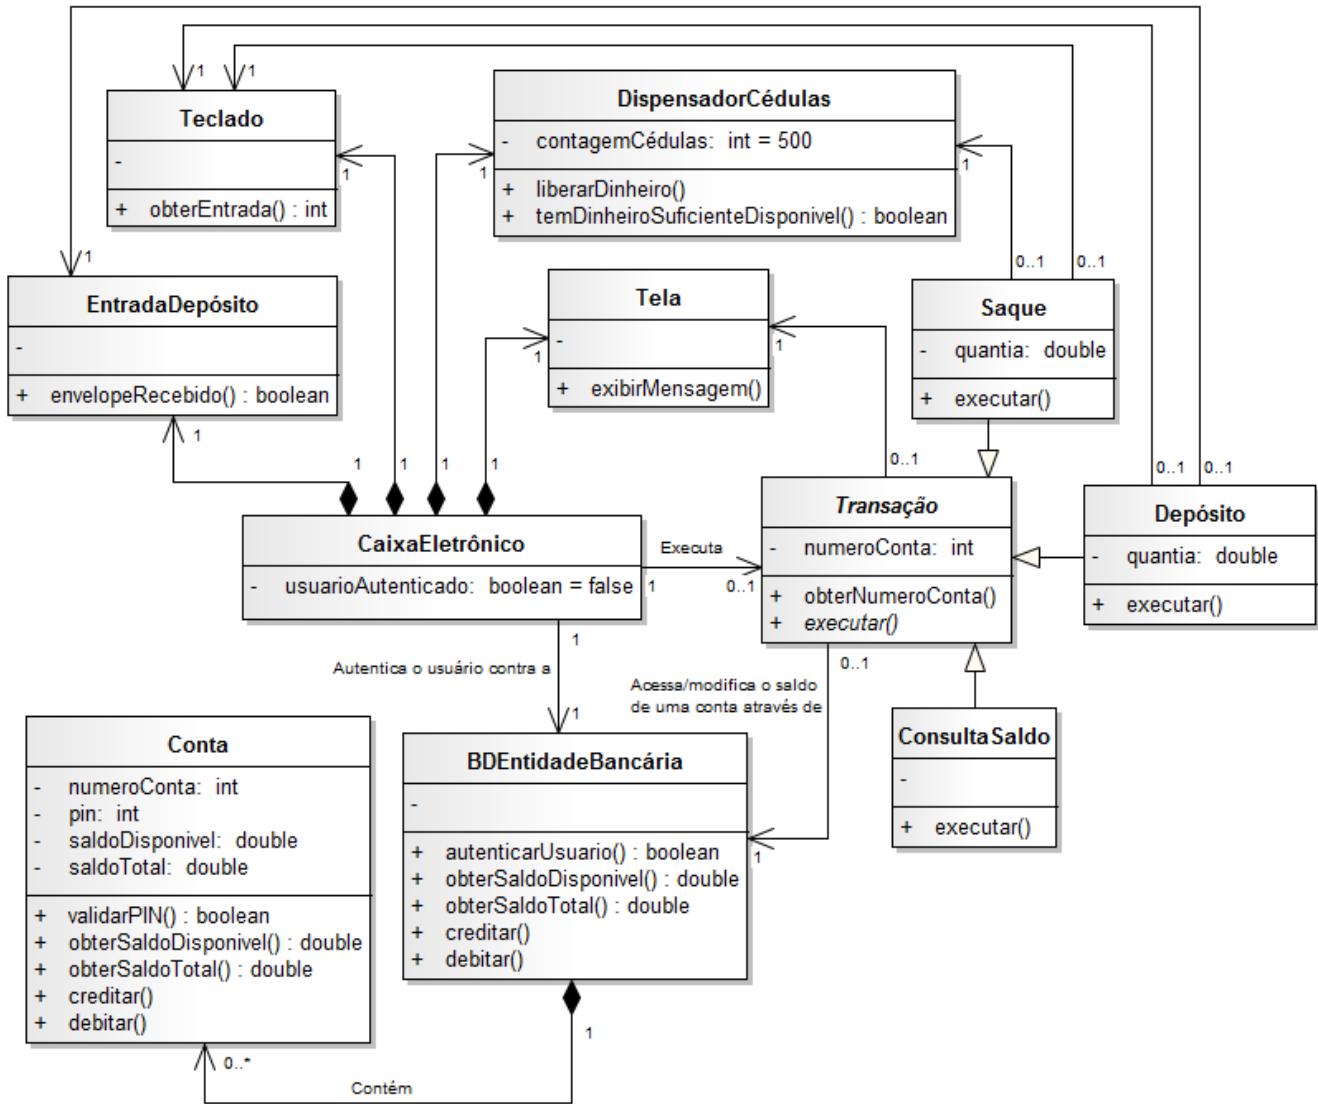 1
1
1
Teclado
-
+ obterEntrada() : int
1
DispensadorCédulas
- contagemCédulas: int = 500
+ liberarDinheiro()
+ temDinheiroSuficienteDisponivel() : boolean
1
1
0..1
0..1
EntradaDepósito
-
+ envelopeRecebido() : boolean
1
Tela
-
+ exibirMensagem()
1
1
Saque
- quantia: double
+ executar()
1
1
1
1
1
0..1
0..1
0..1
CaixaEletrônico
- usuarioAutenticado: boolean = false
Executa
1
0..1
Transação
- numeroConta: int
+ obterNumeroConta()
+ executar()
Depósito
- quantia: double
+ executar()
1
Autentica o usuário contra a
1
0..1
Acessa/modifica o saldo
de uma conta através de
1
ConsultaSaldo
-
+ executar()
Conta
- numeroConta: int
- pin: int
- saldoDisponivel: double
- saldoTotal: double
+ validarPIN() : boolean
+ obterSaldoDisponivel() : double
+ obterSaldoTotal() : double
+ creditar()
+ debitar()
BDEntidadeBancária
-
+ autenticarUsuario() : boolean
+ obterSaldoDisponivel() : double
+ obterSaldoTotal() : double
+ creditar()
+ debitar()
1
0..*
Contém